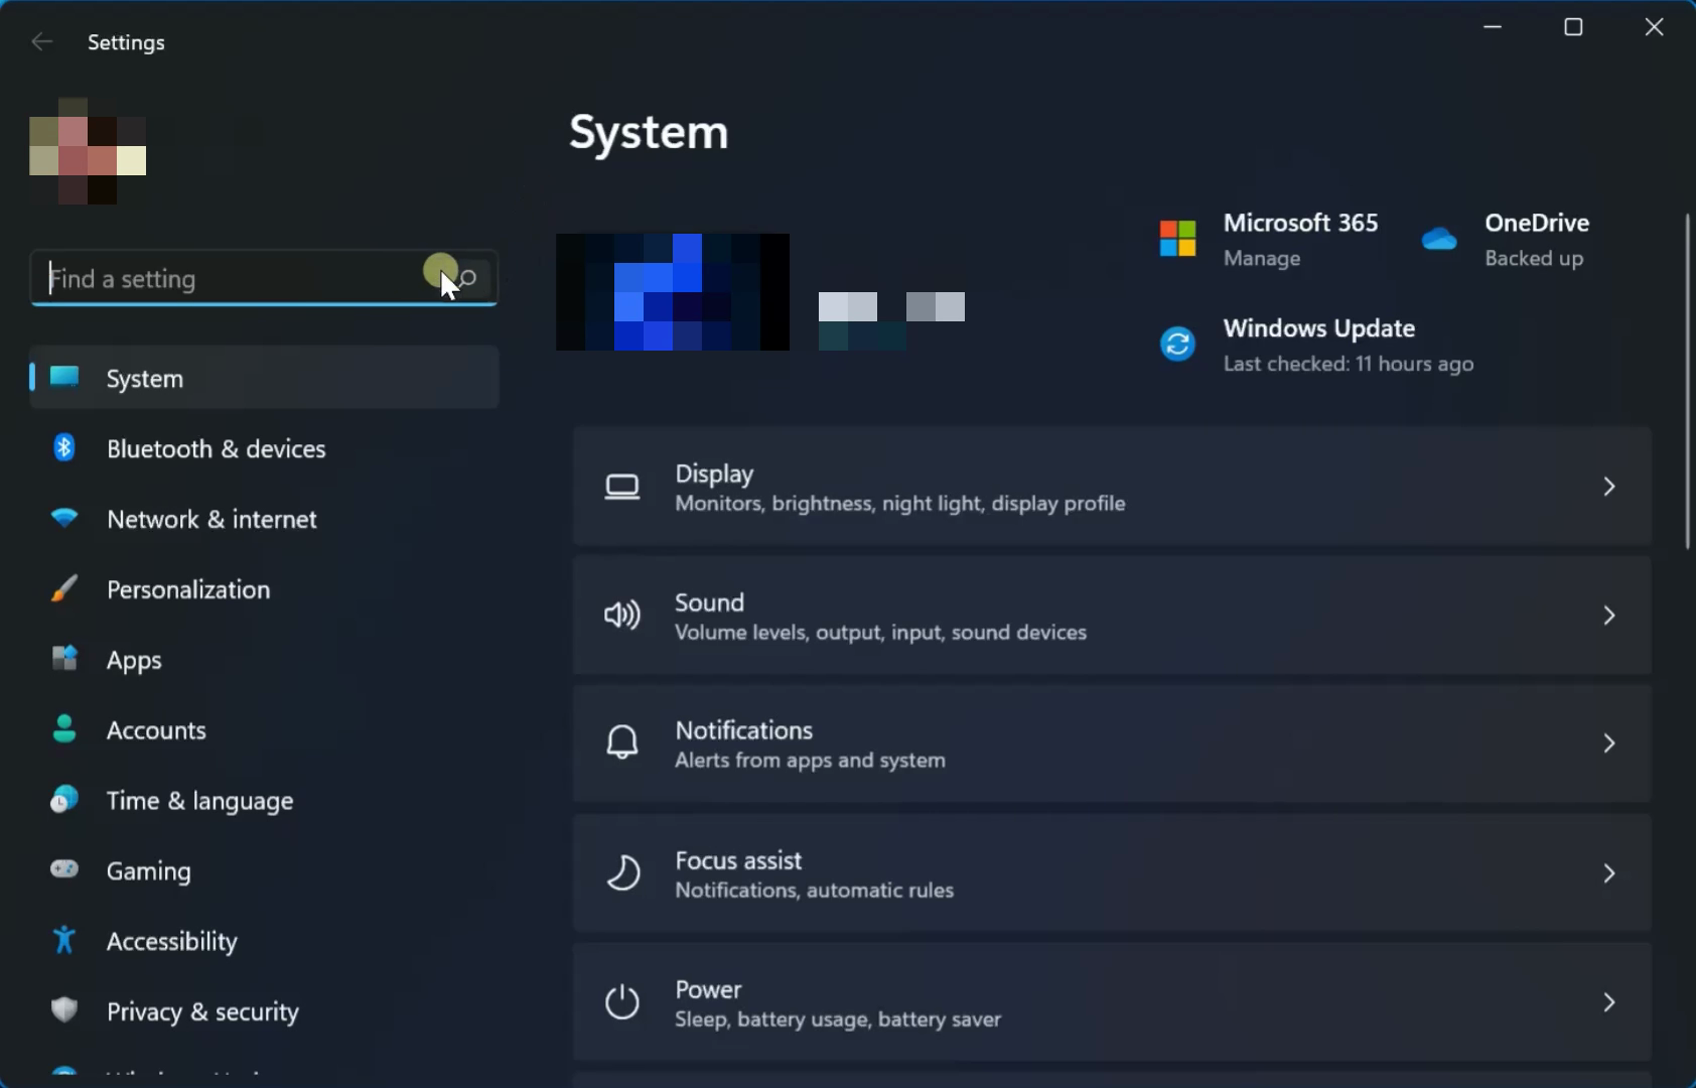 Settings
Find a setting
System
Bluetooth & devices
Network & internet
Personalization
Apps
Accounts
Time & language
Gaming
Accessibility
Privacy & security
System
Microsoft 365
Manage
OneDrive
Backed up
Windows Update
Last checked: 11 hours ago
Display
Monitors, brightness, night light, display profile
Sound
Volume levels, output, input, sound devices
Notifications
Alerts from apps and system
Focus assist
Notifications, automatic rules
Power
Sleep, battery usage, battery saver